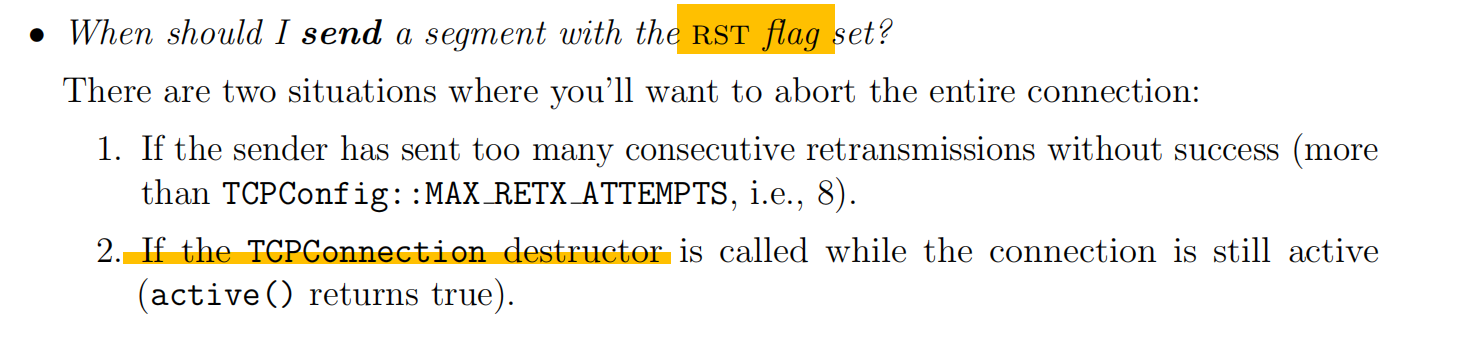 • When should I send a segment with the RST flag set?
There are two situations where you'll want to abort the entire connection:
1. If the sender has sent too many consecutive retransmissions without success (more
than TCPConfig::MAX_RETX_ATTEMPTS, i.e., 8).
2. If the TCPConnection destructor is called while the connection is still active
(active() returns true).